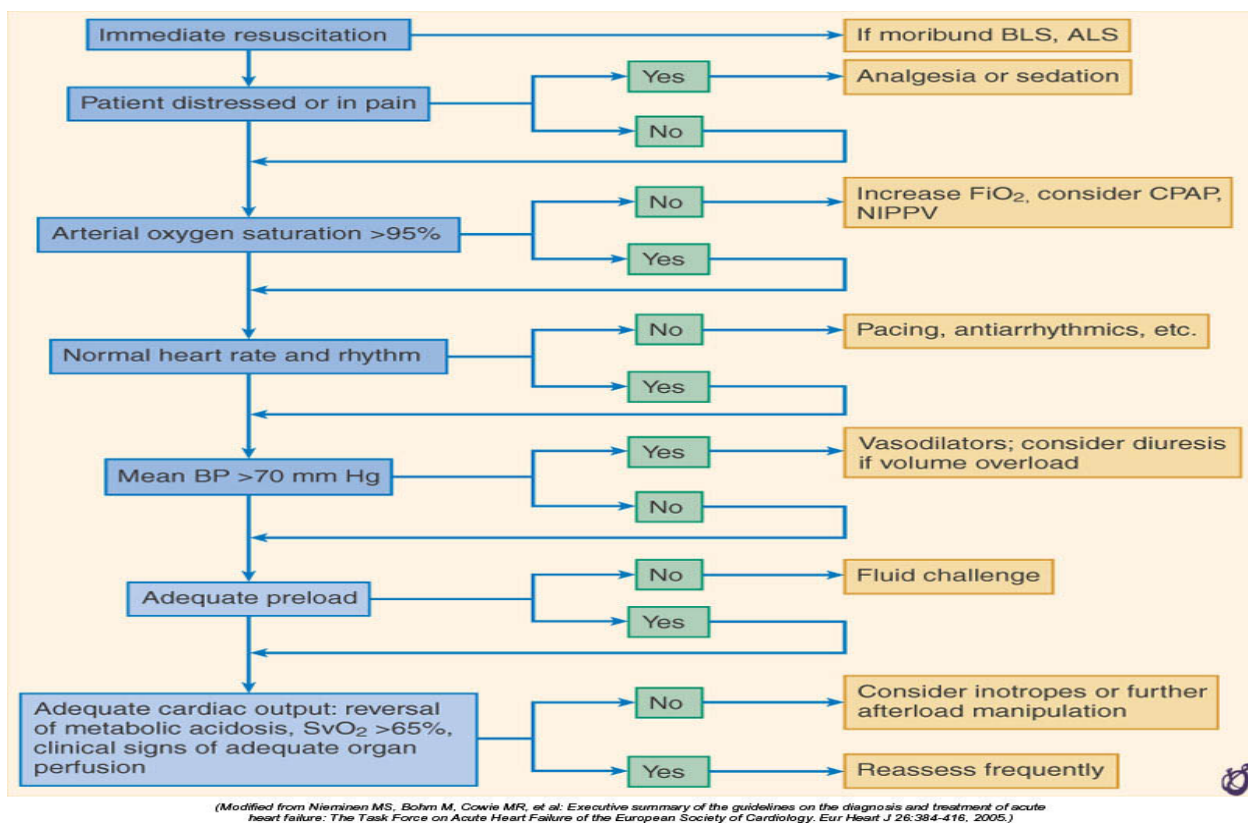 Immediate resuscitation
If moribund BLS, ALS
Patient distressed or in pain
Yes
Analgesia or sedation
No
Arterial oxygen saturation >95%
No
Increase FiO₂, consider CPAP,
NIPPV
Yes
Normal heart rate and rhythm
No
Pacing, antiarrhythmics, etc.
Yes
Mean BP >70 mm Hg
Yes
Vasodilators; consider diuresis
if volume overload
No
Adequate preload
No
Fluid challenge
Yes
Adequate cardiac output: reversal
of metabolic acidosis, SvO₂ >65%,
clinical signs of adequate organ
perfusion
No
Consider inotropes or further
afterload manipulation
Yes
Reassess frequently
(Modified from Nieminen MS, Bohm M, Cowie MR, et al: Executive summary of the guidelines on the diagnosis and treatment of acute
heart failure: The Task Force on Acute Heart Failure of the European Society of Cardiology. Eur Heart J 26:384-416, 2005.)